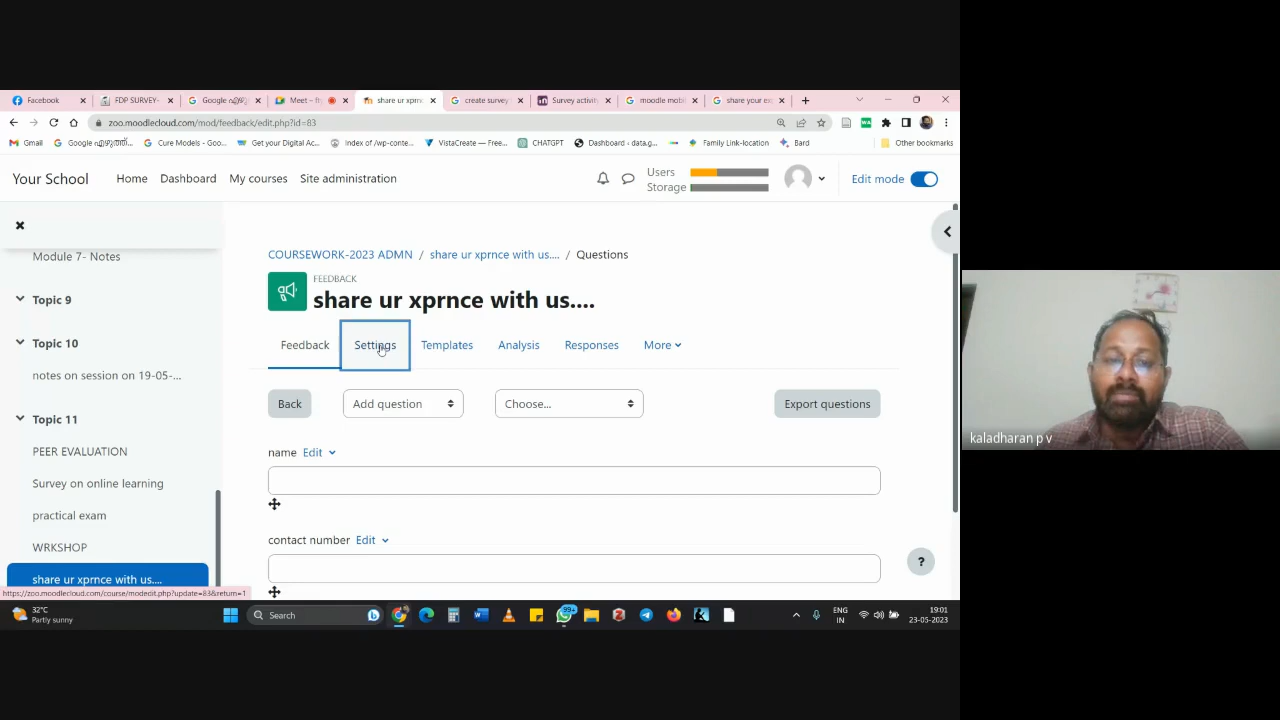 Facebook
FDP SURVEY-
Meet –
share ur xprnc
create survey
Survey activit
moodle mobi
share your ex
zoo.moodlecloud.com/mod/feedback/edit.php?id=83
Gmail
Cure Models - Goo...
Get your Digital Ac...
Index of /wp-conte...
VistaCreate — Free...
CHATGPT
Dashboard › data.g...
Family Link-location
Bard
Other bookmarks
Your School
Home
Dashboard
My courses
Site administration
Users
Storage
Edit mode
Module 7- Notes
Topic 9
Topic 10
notes on session on 19-05-...
Topic 11
PEER EVALUATION
Survey on online learning
practical exam
WRKSHOP
share ur xprnce with us....
https://zoo.moodlecloud.com/course/modedit.php?update=83&return=1
COURSEWORK-2023 ADMN / share ur xprnce with us.... / Questions
FEEDBACK
share ur xprnce with us....
Feedback
Settings
Templates
Analysis
Responses
More
Back
Add question
Choose...
Export questions
name Edit
contact number Edit
?
kaladharan p v
32°C
Partly sunny
Search
99+
ENG
IN
19:01
23-05-2023